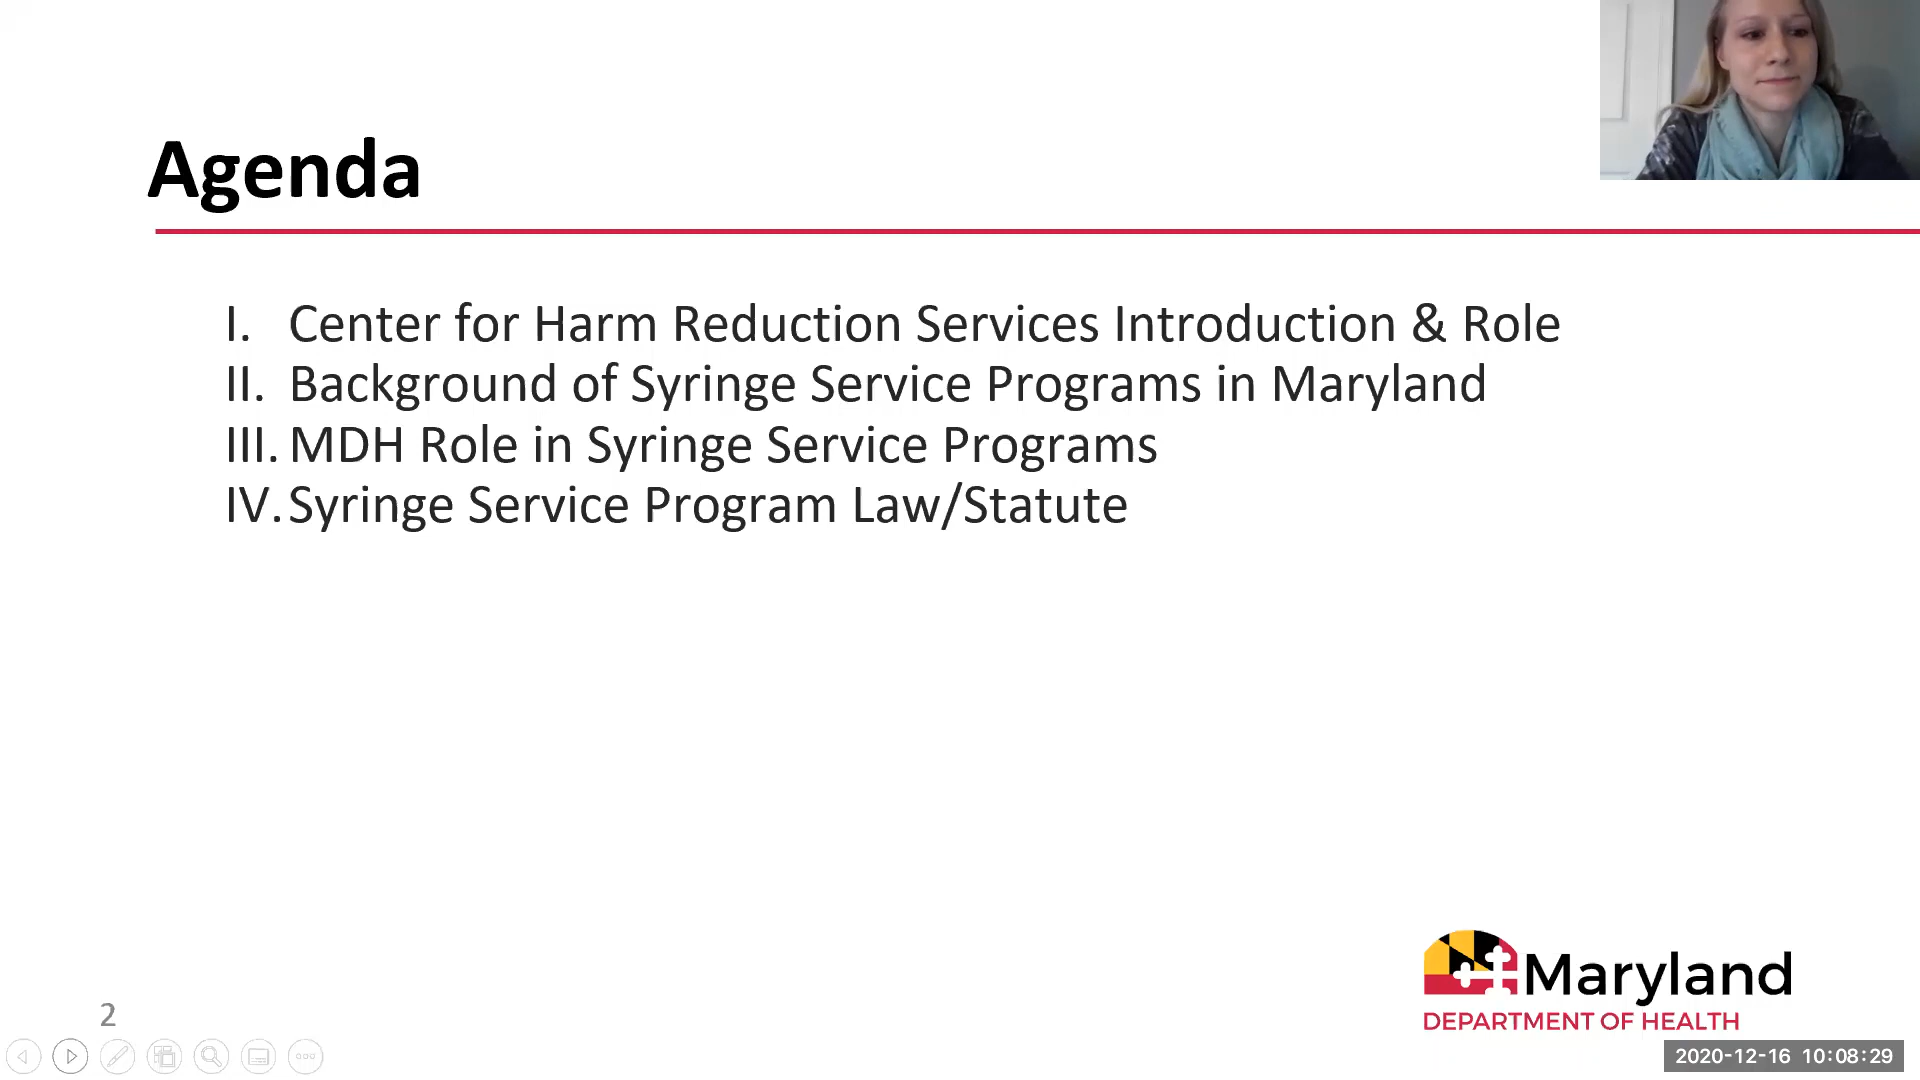 Agenda
I. Center for Harm Reduction Services Introduction & Role
II. Background of Syringe Service Programs in Maryland
III. MDH Role in Syringe Service Programs
IV. Syringe Service Program Law/Statute
Maryland
DEPARTMENT OF HEALTH
2
2020-12-16 10:08:29